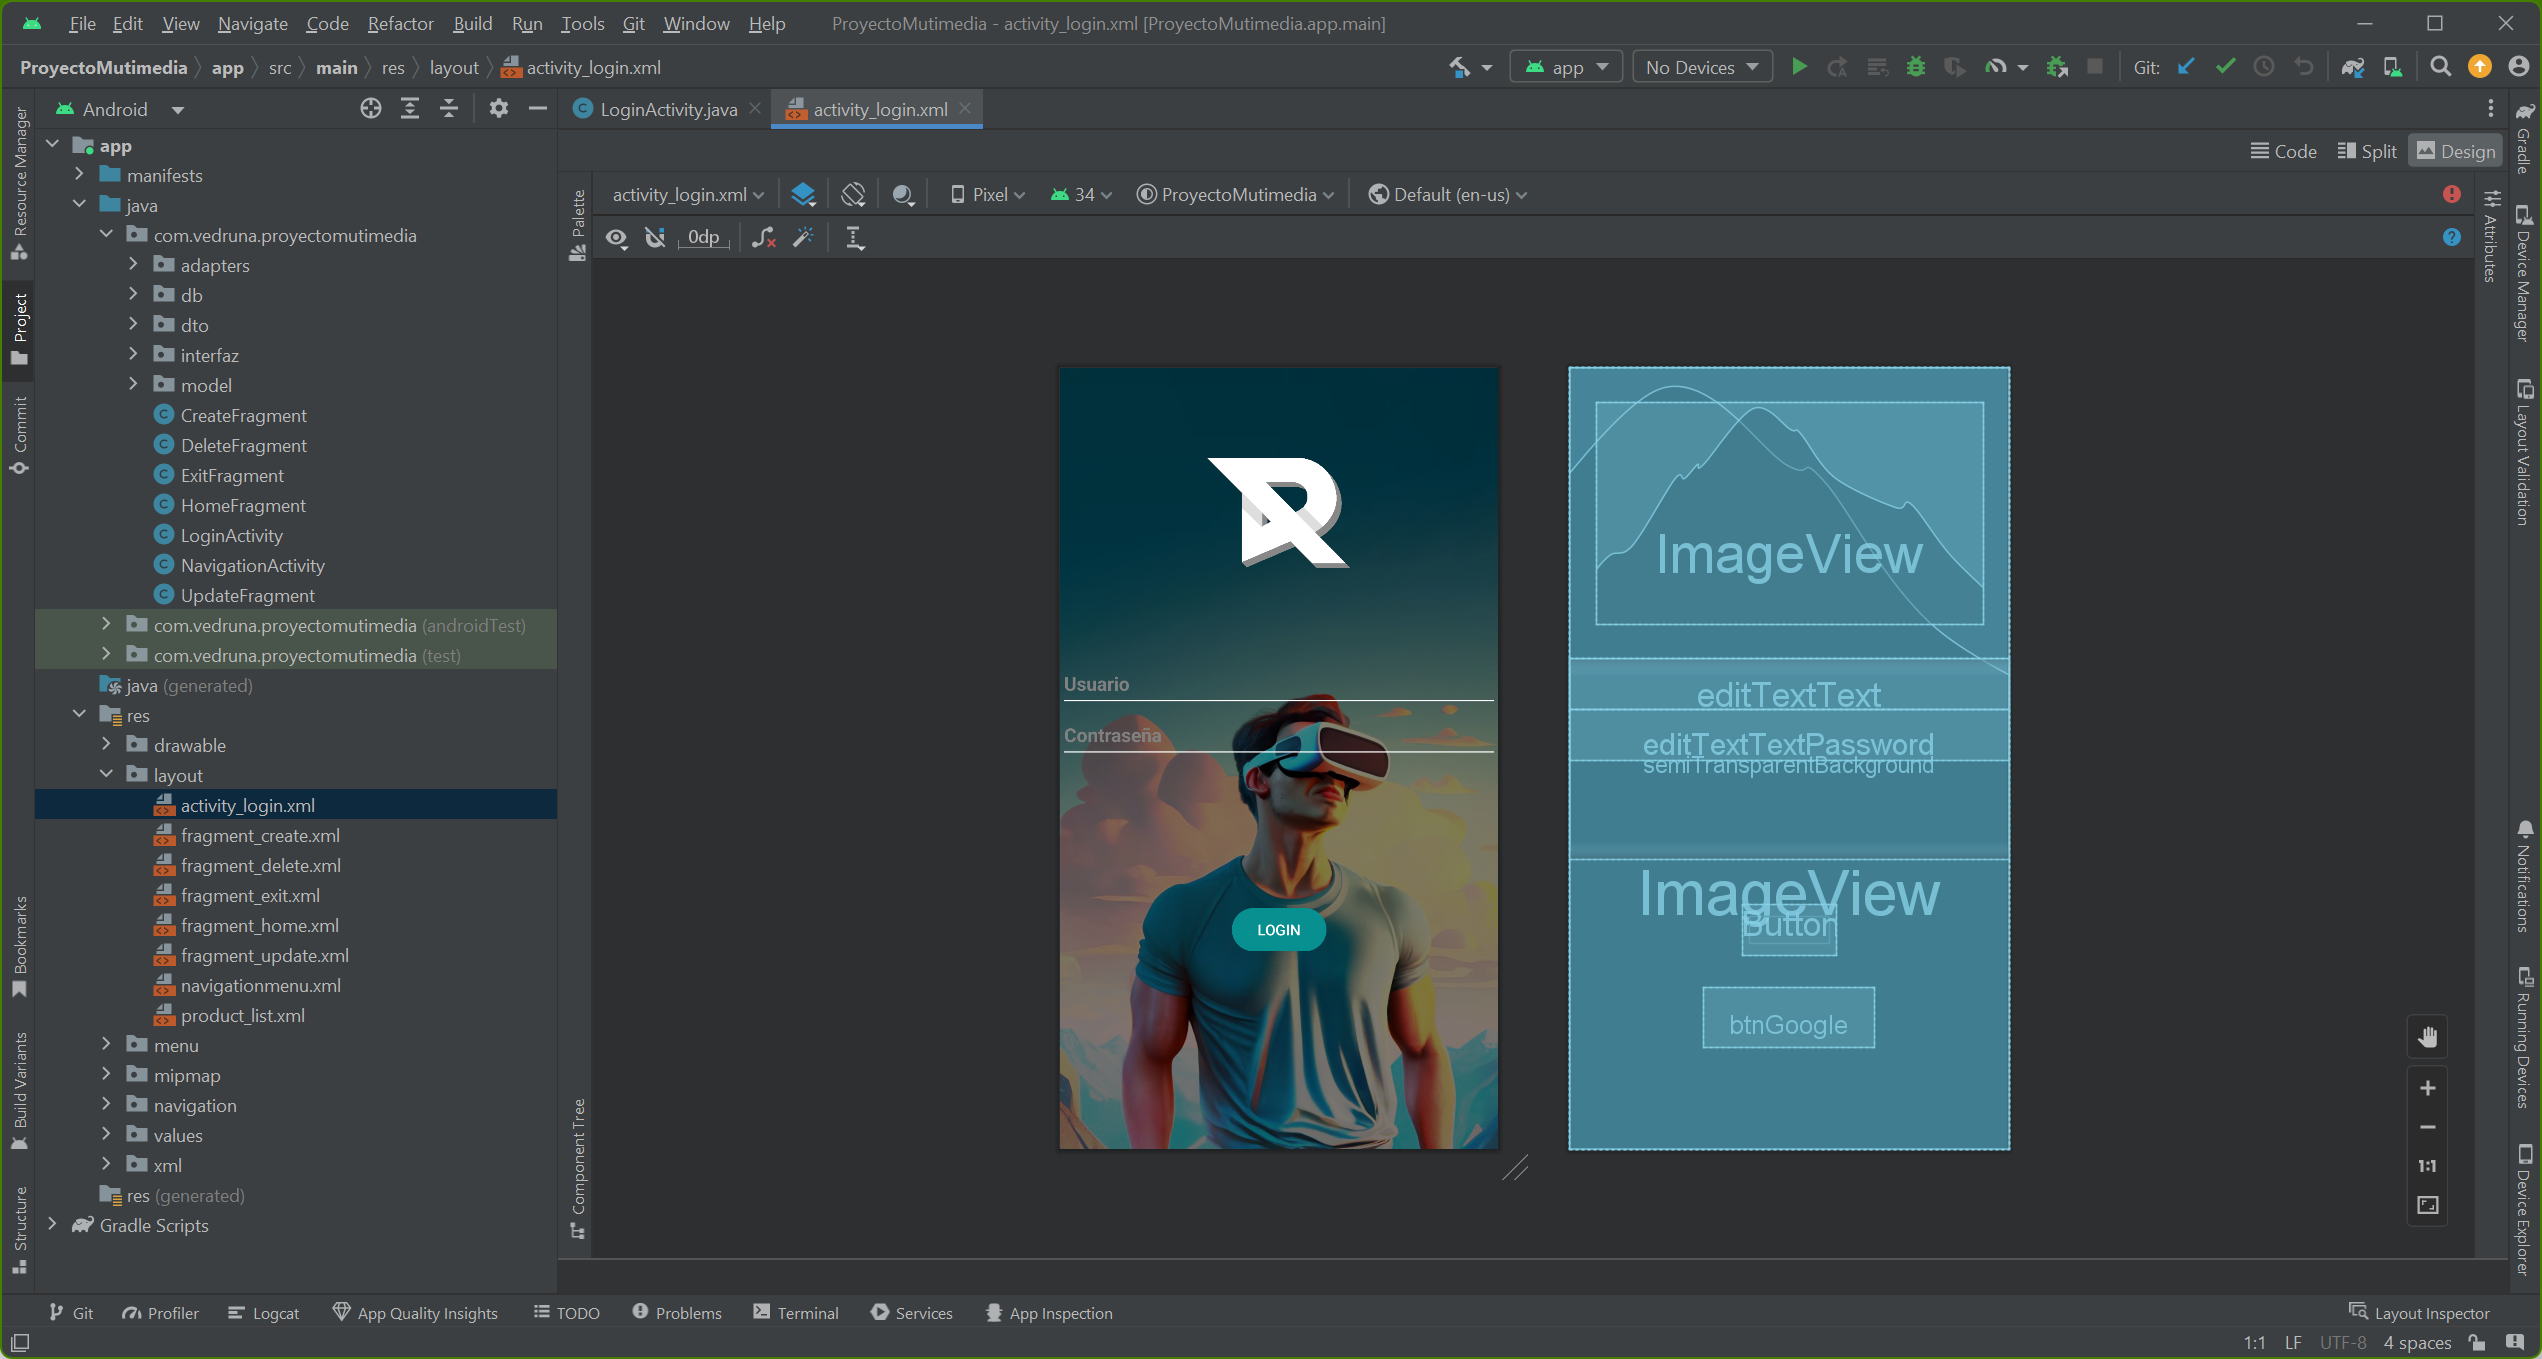 File Edit View Navigate Code Refactor Build Run Tools Git Window Help ProyectoMutimedia - activity_login.xml [ProyectoMutimedia.app.main]
ProyectoMutimedia app src main res layout activity_login.xml app No Devices Git:
Android
LoginActivity.java activity_login.xml
Code Split Design
activity_login.xml Pixel 34 ProyectoMutimedia Default (en-us)
0dp
Resource Manager
Project
Commit
Bookmarks
Build Variants
Structure
app
manifests
java
com.vedruna.proyectomutimedia
adapters
db
dto
interfaz
model
CreateFragment
DeleteFragment
ExitFragment
HomeFragment
LoginActivity
NavigationActivity
UpdateFragment
com.vedruna.proyectomutimedia (androidTest)
com.vedruna.proyectomutimedia (test)
java (generated)
res
drawable
layout
activity_login.xml
fragment_create.xml
fragment_delete.xml
fragment_exit.xml
fragment_home.xml
fragment_update.xml
navigationmenu.xml
product_list.xml
menu
mipmap
navigation
values
xml
res (generated)
Gradle Scripts
Palette
Component Tree
Usuario
Contraseña
LOGIN
ImageView
editTextText
editTextTextPassword
semiTransparentBackground
ImageView
Button
btnGoogle
1:1
Attributes
Gradle
Device Manager
Layout Validation
Notifications
Running Devices
Device Explorer
Git Profiler Logcat App Quality Insights TODO Problems Terminal Services App Inspection Layout Inspector
1:1 LF UTF-8 4 spaces